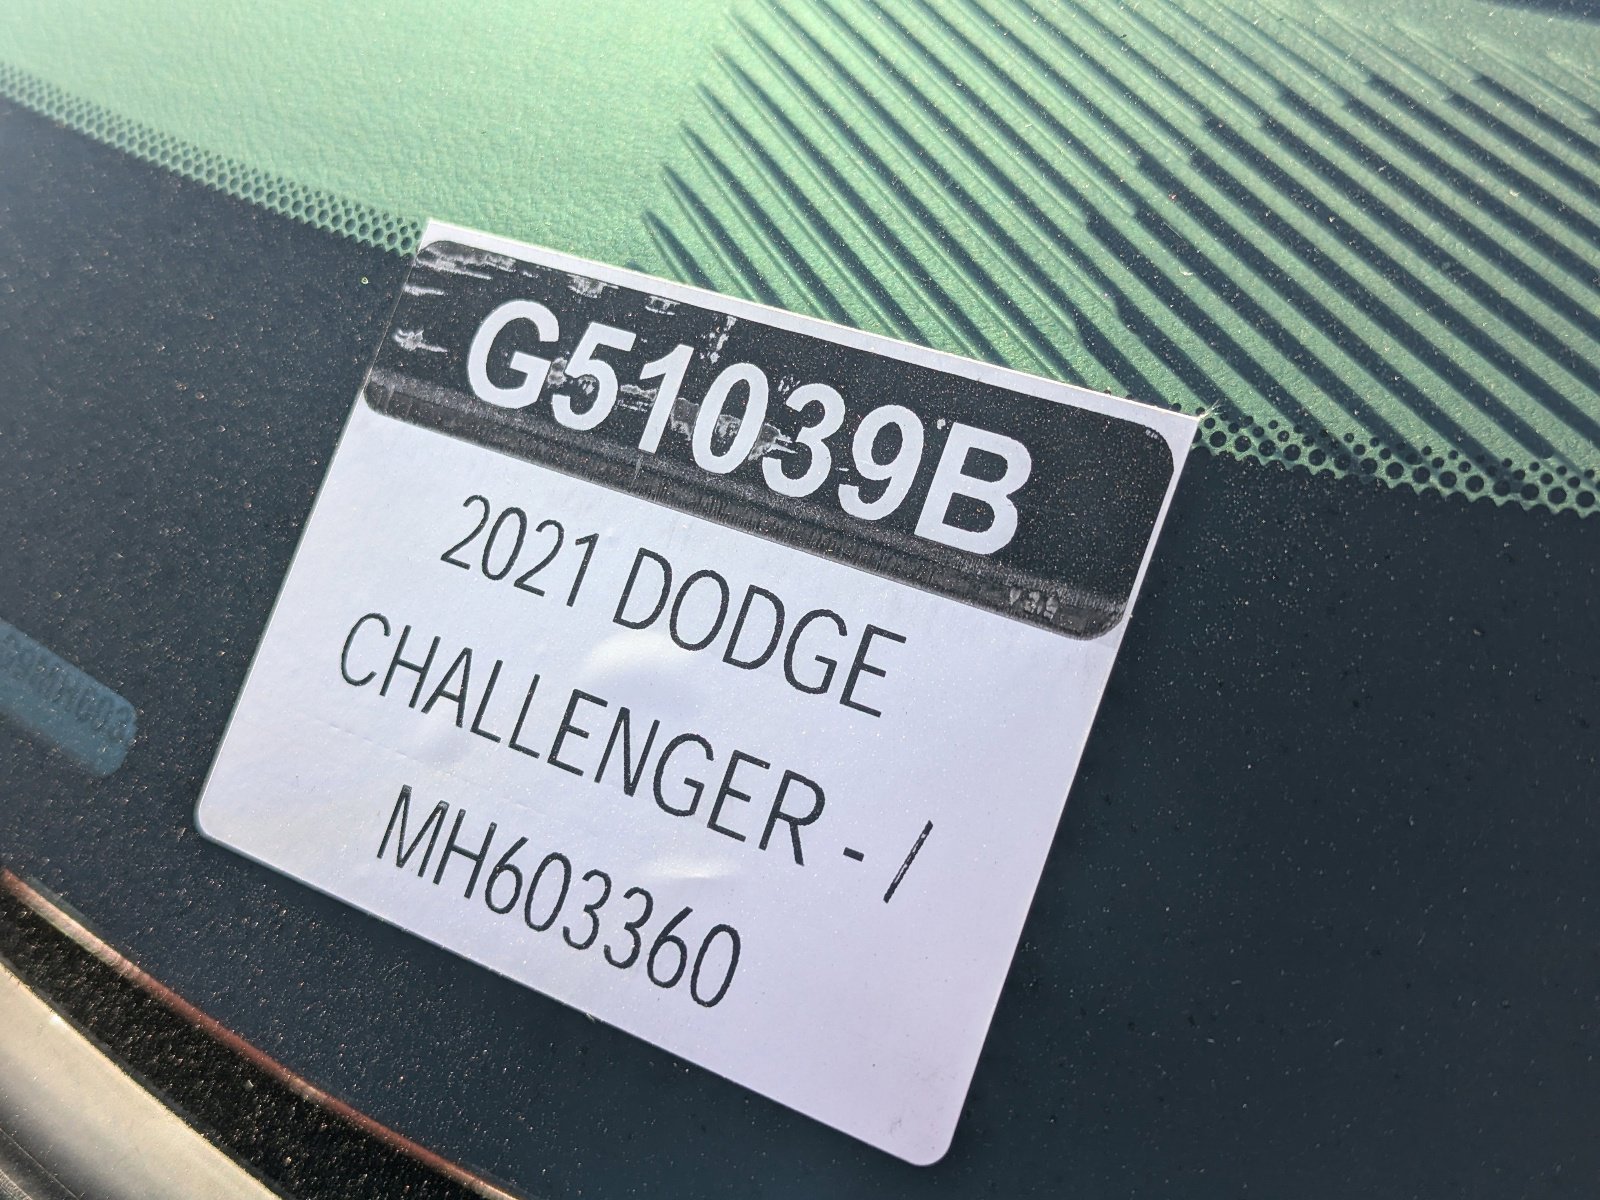 G51039B
2021 DODGE
CHALLENGER - /
MH603360